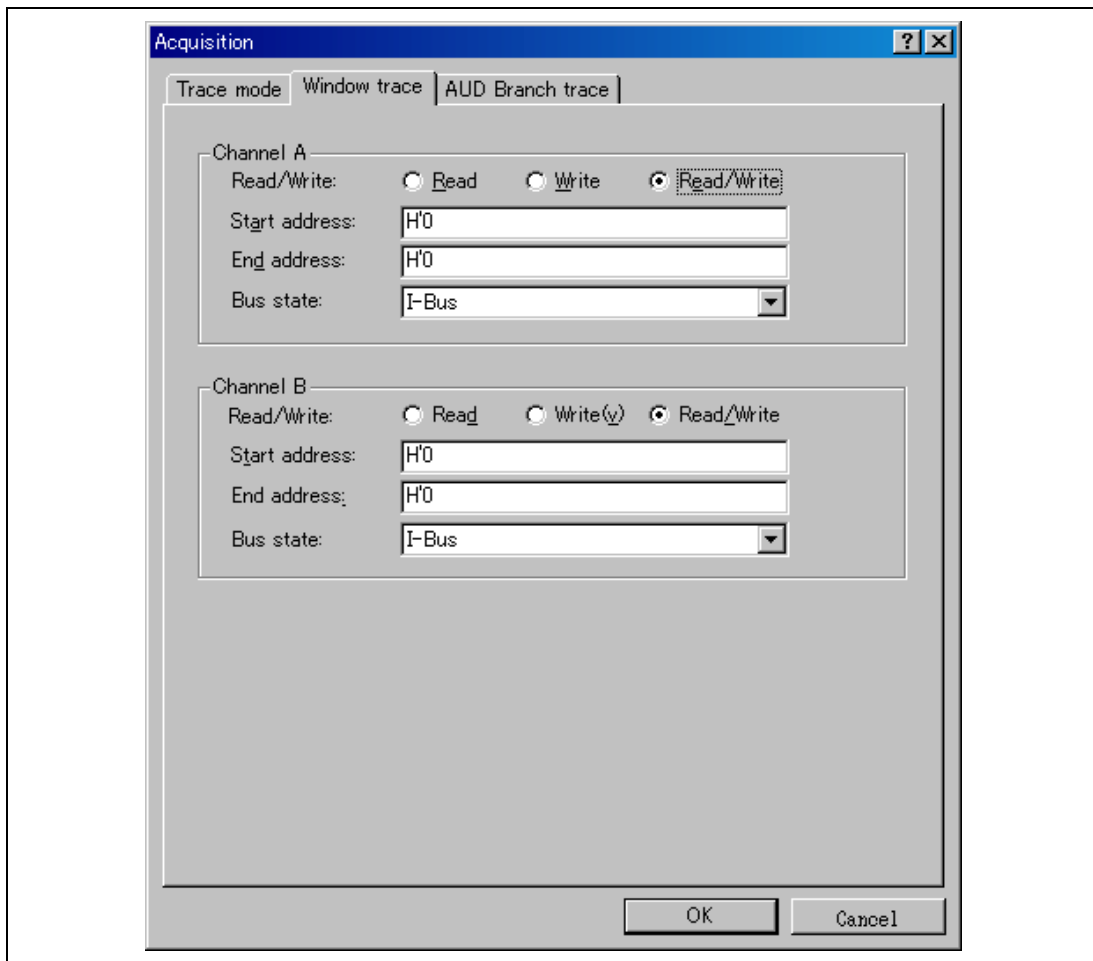 Acquisition
Trace mode Window trace AUD Branch trace
Channel A
Read/Write: Read Write Read/Write
Start address: H'0
End address: H'0
Bus state: I-Bus
Channel B
Read/Write: Read Write(v) Read/Write
Start address: H'0
End address: H'0
Bus state: I-Bus
OK Cancel